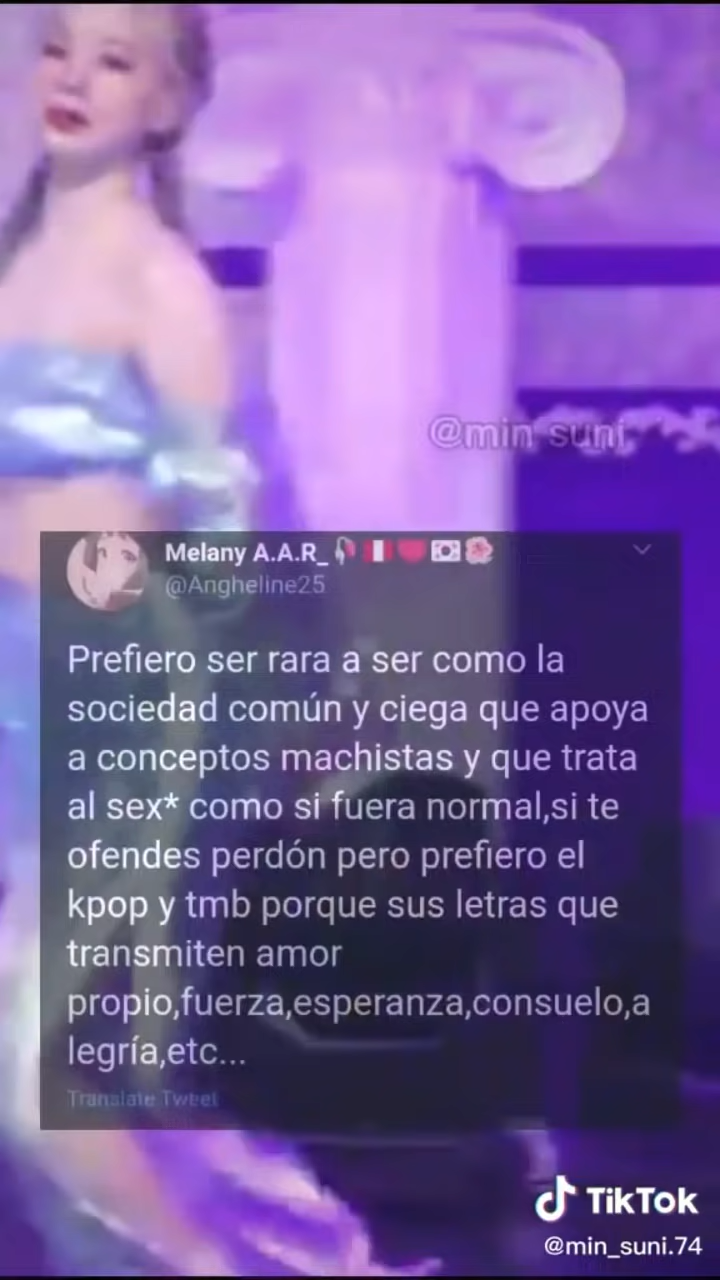 @min_suni
Melany A.A.R_
@Angheline25
Prefiero ser rara a ser como la
sociedad común y ciega que apoya
a conceptos machistas y que trata
al sex* como si fuera normal,si te
ofendes perdón pero prefiero el
kpop y tmb porque sus letras que
transmiten amor
propio,fuerza,esperanza,consuelo,a
legría,etc...
Translate Tweet
TikTok
@min_suni.74